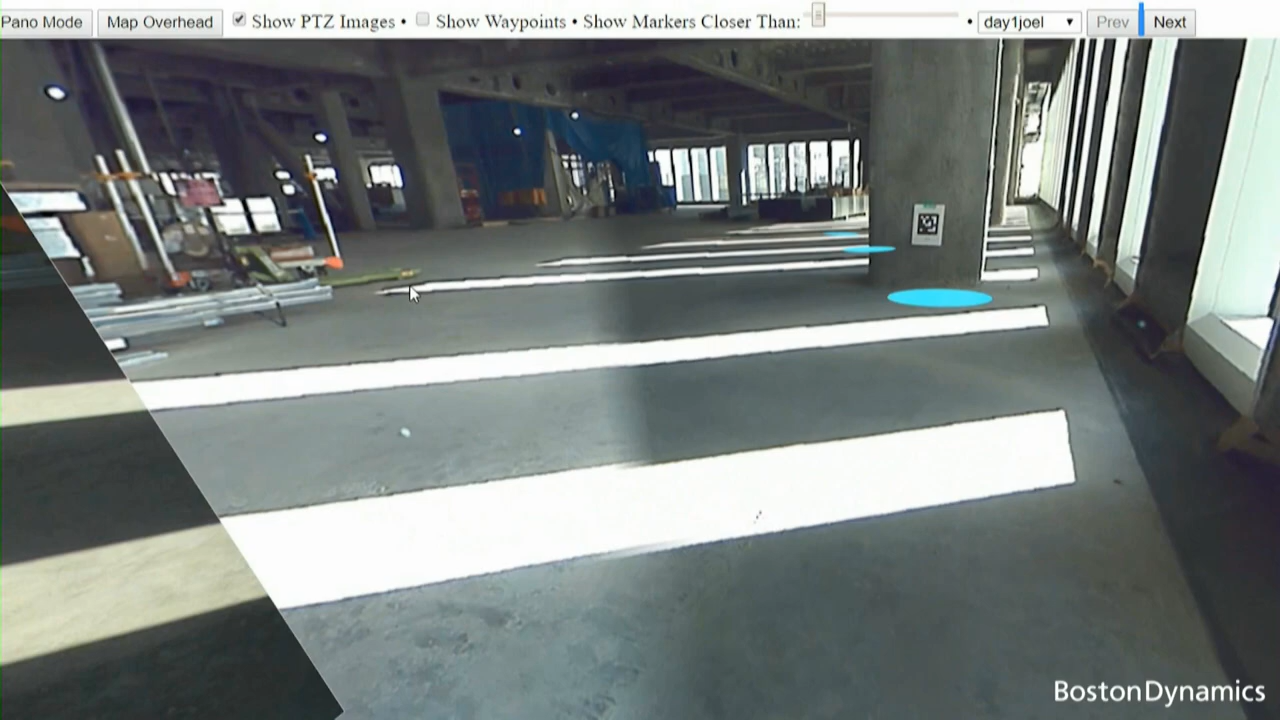 Pano Mode Map Overhead Show PTZ Images • Show Waypoints • Show Markers Closer Than: • day1joel Prev Next
BostonDynamics